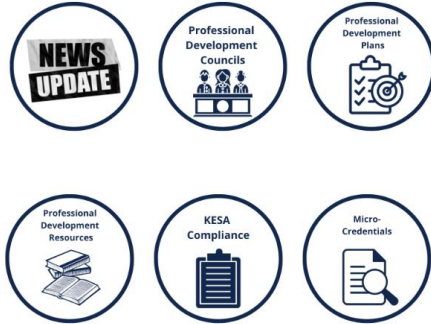 NEWS
UPDATE
Professional
Development
Councils
Professional
Development
Plans
Professional
Development
Resources
KESA
Compliance
Micro-
Credentials